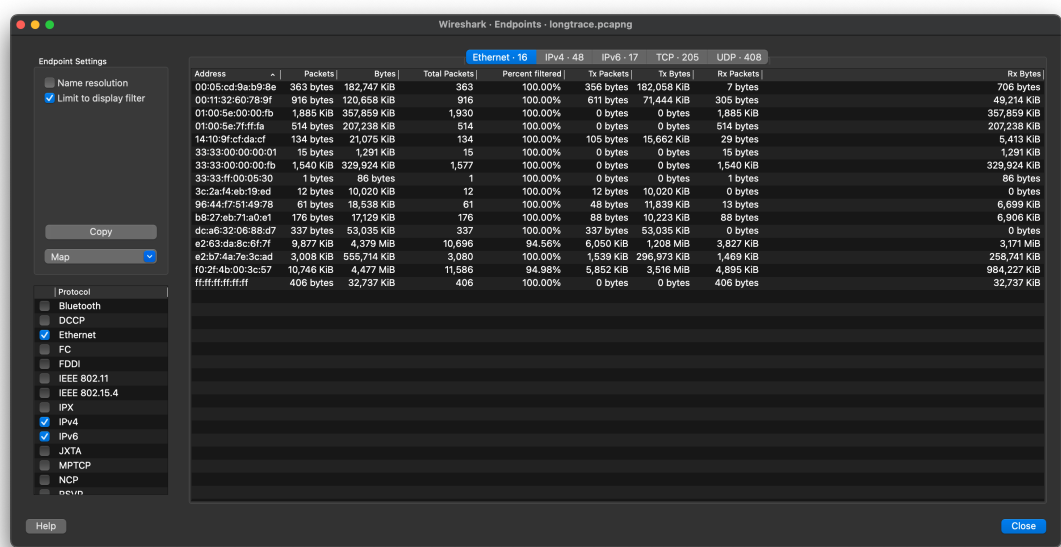 Wireshark · Endpoints · longtrace.pcapng
Endpoint Settings
Name resolution
Limit to display filter
Copy
Map
Protocol
Bluetooth
DCCP
Ethernet
FC
FDDI
IEEE 802.11
IEEE 802.15.4
IPX
IPv4
IPv6
JXTA
MPTCP
NCP
RSVP
Ethernet · 16 IPv4 · 48 IPv6 · 17 TCP · 205 UDP · 408
Address Packets Bytes Total Packets Percent filtered Tx Packets Tx Bytes Rx Packets Rx Bytes
00:05:cd:9a:b9:8e 363 bytes 182,747 KiB 363 100.00% 356 bytes 182,058 KiB 7 bytes 706 bytes
00:11:32:60:78:9f 916 bytes 120,658 KiB 916 100.00% 611 bytes 71,444 KiB 305 bytes 49,214 KiB
01:00:5e:00:00:fb 1,885 KiB 357,859 KiB 1,930 100.00% 0 bytes 0 bytes 1,885 KiB 357,859 KiB
01:00:5e:7f:ff:fa 514 bytes 207,238 KiB 514 100.00% 0 bytes 0 bytes 514 bytes 207,238 KiB
14:10:9f:cf:da:cf 134 bytes 21,075 KiB 134 100.00% 105 bytes 15,662 KiB 29 bytes 5,413 KiB
33:33:00:00:00:01 15 bytes 1,291 KiB 15 100.00% 0 bytes 0 bytes 15 bytes 1,291 KiB
33:33:00:00:00:fb 1,540 KiB 329,924 KiB 1,577 100.00% 0 bytes 0 bytes 1,540 KiB 329,924 KiB
33:33:ff:00:05:30 1 bytes 86 bytes 1 100.00% 0 bytes 0 bytes 1 bytes 86 bytes
3c:2a:f4:eb:19:ed 12 bytes 10,020 KiB 12 100.00% 12 bytes 10,020 KiB 0 bytes 0 bytes
96:44:f7:51:49:78 61 bytes 18,538 KiB 61 100.00% 48 bytes 11,839 KiB 13 bytes 6,699 KiB
b8:27:eb:71:a0:e1 176 bytes 17,129 KiB 176 100.00% 88 bytes 10,223 KiB 88 bytes 6,906 KiB
dc:a6:32:06:88:d7 337 bytes 53,035 KiB 337 100.00% 337 bytes 53,035 KiB 0 bytes 0 bytes
e2:63:da:8c:6f:7f 9,877 KiB 4,379 MiB 10,696 94.56% 6,050 KiB 1,208 MiB 3,827 KiB 3,171 MiB
e2:b7:4a:7e:3c:ad 3,008 KiB 555,714 KiB 3,080 100.00% 1,539 KiB 296,973 KiB 1,469 KiB 258,741 KiB
f0:2f:4b:00:3c:57 10,746 KiB 4,477 MiB 11,586 94.98% 5,852 KiB 3,516 MiB 4,895 KiB 984,227 KiB
ff:ff:ff:ff:ff:ff 406 bytes 32,737 KiB 406 100.00% 0 bytes 0 bytes 406 bytes 32,737 KiB
Help
Close